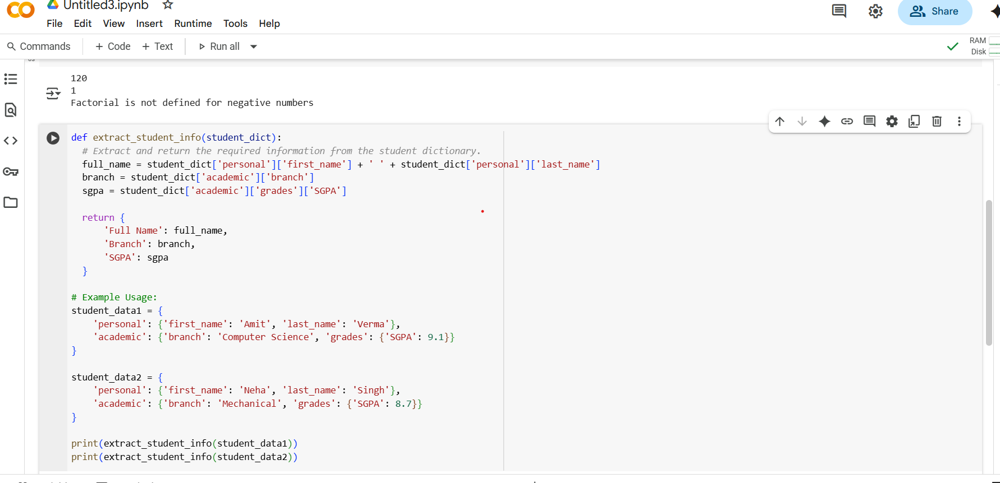 Untitled3.ipynb
File Edit View Insert Runtime Tools Help
Share
Commands + Code + Text Run all
RAM
Disk
120
1
Factorial is not defined for negative numbers
def extract_student_info(student_dict):
  # Extract and return the required information from the student dictionary.
  full_name = student_dict['personal']['first_name'] + ' ' + student_dict['personal']['last_name']
  branch = student_dict['academic']['branch']
  sgpa = student_dict['academic']['grades']['SGPA']
  return {
      'Full Name': full_name,
      'Branch': branch,
      'SGPA': sgpa
  }
# Example Usage:
student_data1 = {
    'personal': {'first_name': 'Amit', 'last_name': 'Verma'},
    'academic': {'branch': 'Computer Science', 'grades': {'SGPA': 9.1}}
}
student_data2 = {
    'personal': {'first_name': 'Neha', 'last_name': 'Singh'},
    'academic': {'branch': 'Mechanical', 'grades': {'SGPA': 8.7}}
}
print(extract_student_info(student_data1))
print(extract_student_info(student_data2))